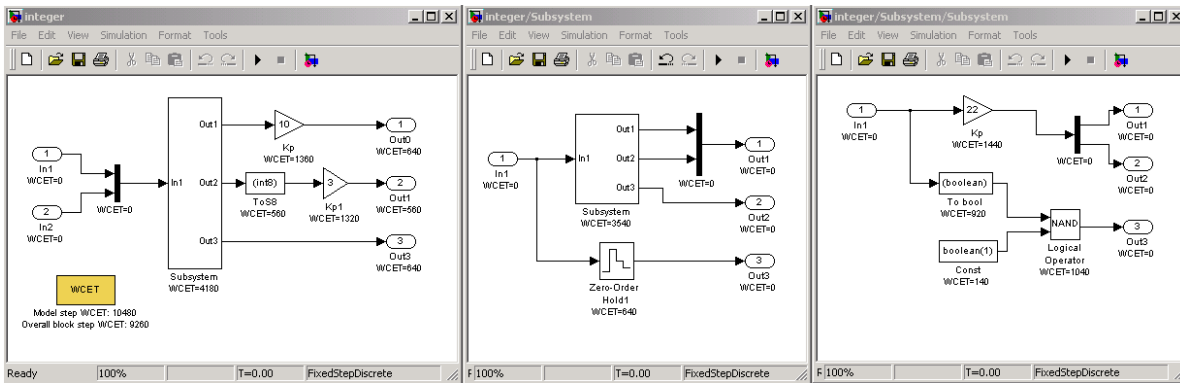 integer
File Edit View Simulation Format Tools
Out1
10
1
Kp
WCET=1360
Out0
WCET=640
1
In1
WCET=0
In1
Out2
(int8)
ToS8
WCET=560
3
Kp1
WCET=1320
2
Out1
WCET=560
WCET=0
2
In2
WCET=0
Out3
3
Out3
WCET=640
Subsystem
WCET=4180
WCET
Model step WCET: 10480
Overall block step WCET: 9260
Ready 100% T=0.00 FixedStepDiscrete
integer/Subsystem
File Edit View Simulation Format Tools
1
In1
WCET=0
In1
Out1
Out2
Out3
Subsystem
WCET=3540
WCET=0
1
Out1
WCET=0
2
Out2
WCET=0
Zero-Order
Hold1
WCET=640
3
Out3
WCET=0
F 100% T=0.00 FixedStepDiscrete
integer/Subsystem/Subsystem
File Edit View Simulation Format Tools
1
In1
WCET=0
22
Kp
WCET=1440
WCET=0
1
Out1
WCET=0
2
Out2
WCET=0
(boolean)
To bool
WCET=920
boolean(1)
Const
WCET=140
NAND
Logical
Operator
WCET=1040
3
Out3
WCET=0
F 100% T=0.00 FixedStepDiscrete